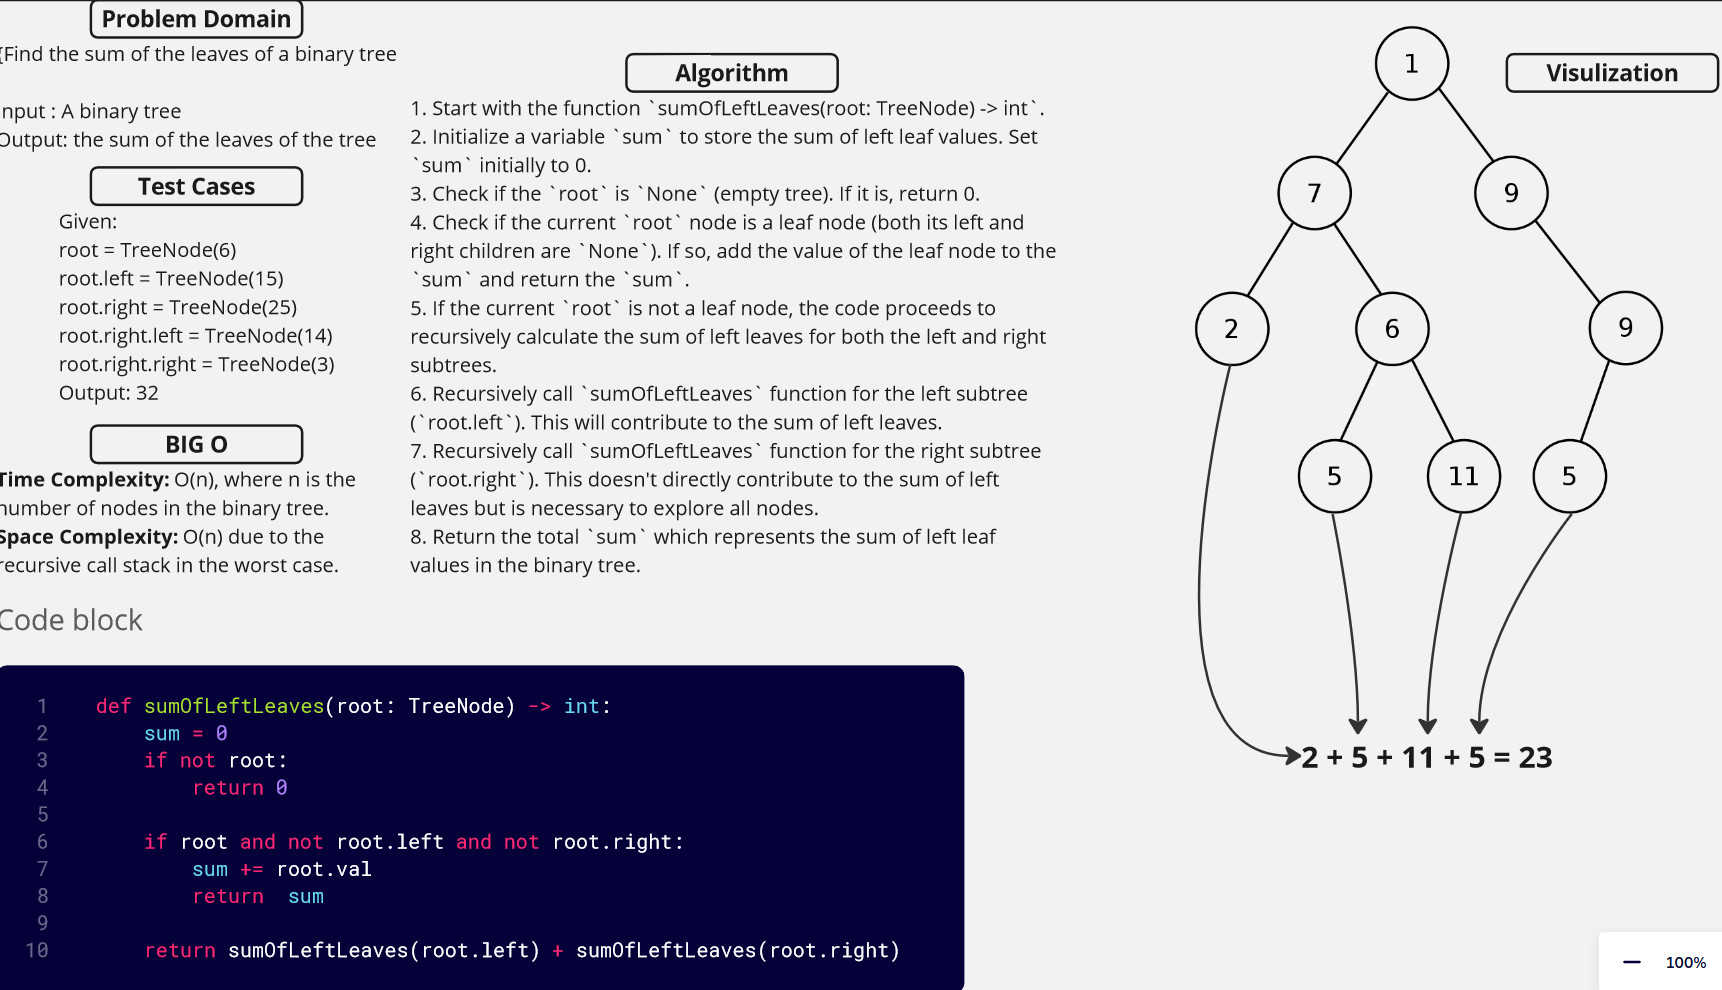 Problem Domain
{Find the sum of the leaves of a binary tree
nput : A binary tree
Output: the sum of the leaves of the tree
Test Cases
Given:
root = TreeNode(6)
root.left = TreeNode(15)
root.right = TreeNode(25)
root.right.left = TreeNode(14)
root.right.right = TreeNode(3)
Output: 32
BIG O
Time Complexity: O(n), where n is the
number of nodes in the binary tree.
Space Complexity: O(n) due to the
recursive call stack in the worst case.
Algorithm
1. Start with the function `sumOfLeftLeaves(root: TreeNode) -> int`.
2. Initialize a variable `sum` to store the sum of left leaf values. Set
`sum` initially to 0.
3. Check if the `root` is `None` (empty tree). If it is, return 0.
4. Check if the current `root` node is a leaf node (both its left and
right children are `None`). If so, add the value of the leaf node to the
`sum` and return the `sum`.
5. If the current `root` is not a leaf node, the code proceeds to
recursively calculate the sum of left leaves for both the left and right
subtrees.
6. Recursively call `sumOfLeftLeaves` function for the left subtree
(`root.left`). This will contribute to the sum of left leaves.
7. Recursively call `sumOfLeftLeaves` function for the right subtree
(`root.right`). This doesn't directly contribute to the sum of left
leaves but is necessary to explore all nodes.
8. Return the total `sum` which represents the sum of left leaf
values in the binary tree.
Code block
1 def sumOfLeftLeaves(root: TreeNode) -> int:
2 sum = 0
3 if not root:
4 return 0
5
6 if root and not root.left and not root.right:
7 sum += root.val
8 return  sum
9
10 return sumOfLeftLeaves(root.left) + sumOfLeftLeaves(root.right)
Visulization
1
7 9
2 6 9
5 11 5
2 + 5 + 11 + 5 = 23
100%